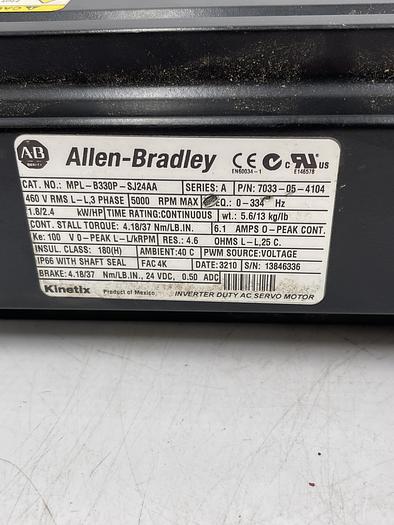 AB Allen-Bradley CE C c RU us
EN60034-1 E146578
CAT. NO.: MPL-B330P-SJ24AA SERIES: A P/N: 7033-05-4104
460 V RMS L-L,3 PHASE 5000 RPM MAX EQ.: 0-334 Hz
1.8/2.4 kW/HP TIME RATING:CONTINUOUS wt.: 5.6/13 kg/lb
CONT. STALL TORQUE: 4.18/37 Nm/LB.IN. 6.1 AMPS O-PEAK CONT.
Ke: 100 V O-PEAK L-L/kRPM RES.: 4.6 OHMS L-L,25 C.
INSUL CLASS: 180(H) AMBIENT:40 C PWM SOURCE:VOLTAGE
IP66 WITH SHAFT SEAL FAC 4K DATE:3210 S/N: 13846336
BRAKE: 4.18/37 Nm/LB.IN., 24 VDC, 0.50 ADC
Kinetix Product of Mexico. INVERTER DUTY AC SERVO MOTOR